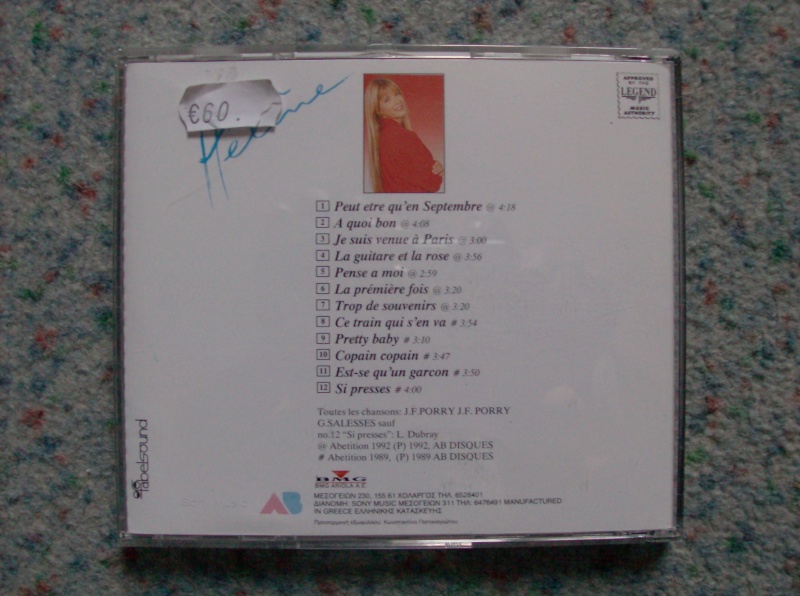 €60.
Hélène
APPROVED
BY THE
LEGEND
MUSIC
AUTHORITY
1 Peut etre qu'en Septembre @ 4:18
2 A quoi bon @ 4:08
3 Je suis venue à Paris @ 3:00
4 La guitare et la rose @ 3:56
5 Pense a moi @ 2:59
6 La prémière fois @ 3:20
7 Trop de souvenirs @ 3:20
8 Ce train qui s'en va # 3:54
9 Pretty baby # 3:10
10 Copain copain # 3:47
11 Est-se qu'un garcon # 3:50
12 Si presses # 4:00
Toutes les chansons: J.F.PORRY J.F. PORRY
G.SALESSES sauf
no.12 "Si presses": L. Dubray
@ Abetition 1992 (P) 1992, AB DISQUES
# Abetition 1989, (P) 1989 AB DISQUES
BMG
BMG ARIOLA A.E.
ΜΕΣΟΓΕΙΩΝ 230, 155.61 ΧΟΛΑΡΓΟΣ ΤΗΛ. 6528401
ΔΙΑΝΟΜΗ: SONY MUSIC ΜΕΣΟΓΕΙΩΝ 311 ΤΗΛ: 6476491 MANUFACTURED
IN GREECE ΕΛΛΗΝΙΚΗΣ ΚΑΤΑΣΚΕΥΗΣ
Προσαρμογή εξωφύλλου: Κωνσταντίνα
AB
fabelsound